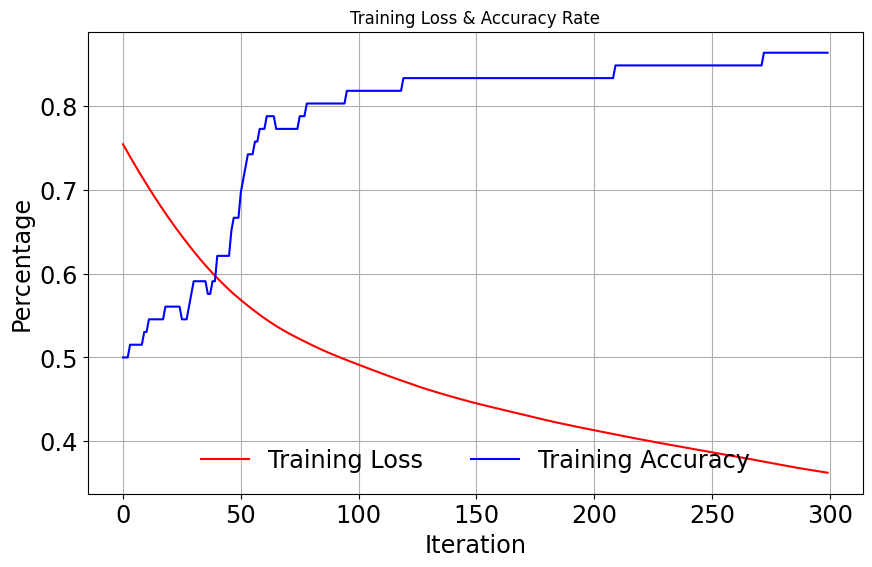 Training Loss & Accuracy Rate
0.8
0.7
0.6
0.5
0.4
Percentage
Training Loss
Training Accuracy
0 50 100 150 200 250 300
Iteration